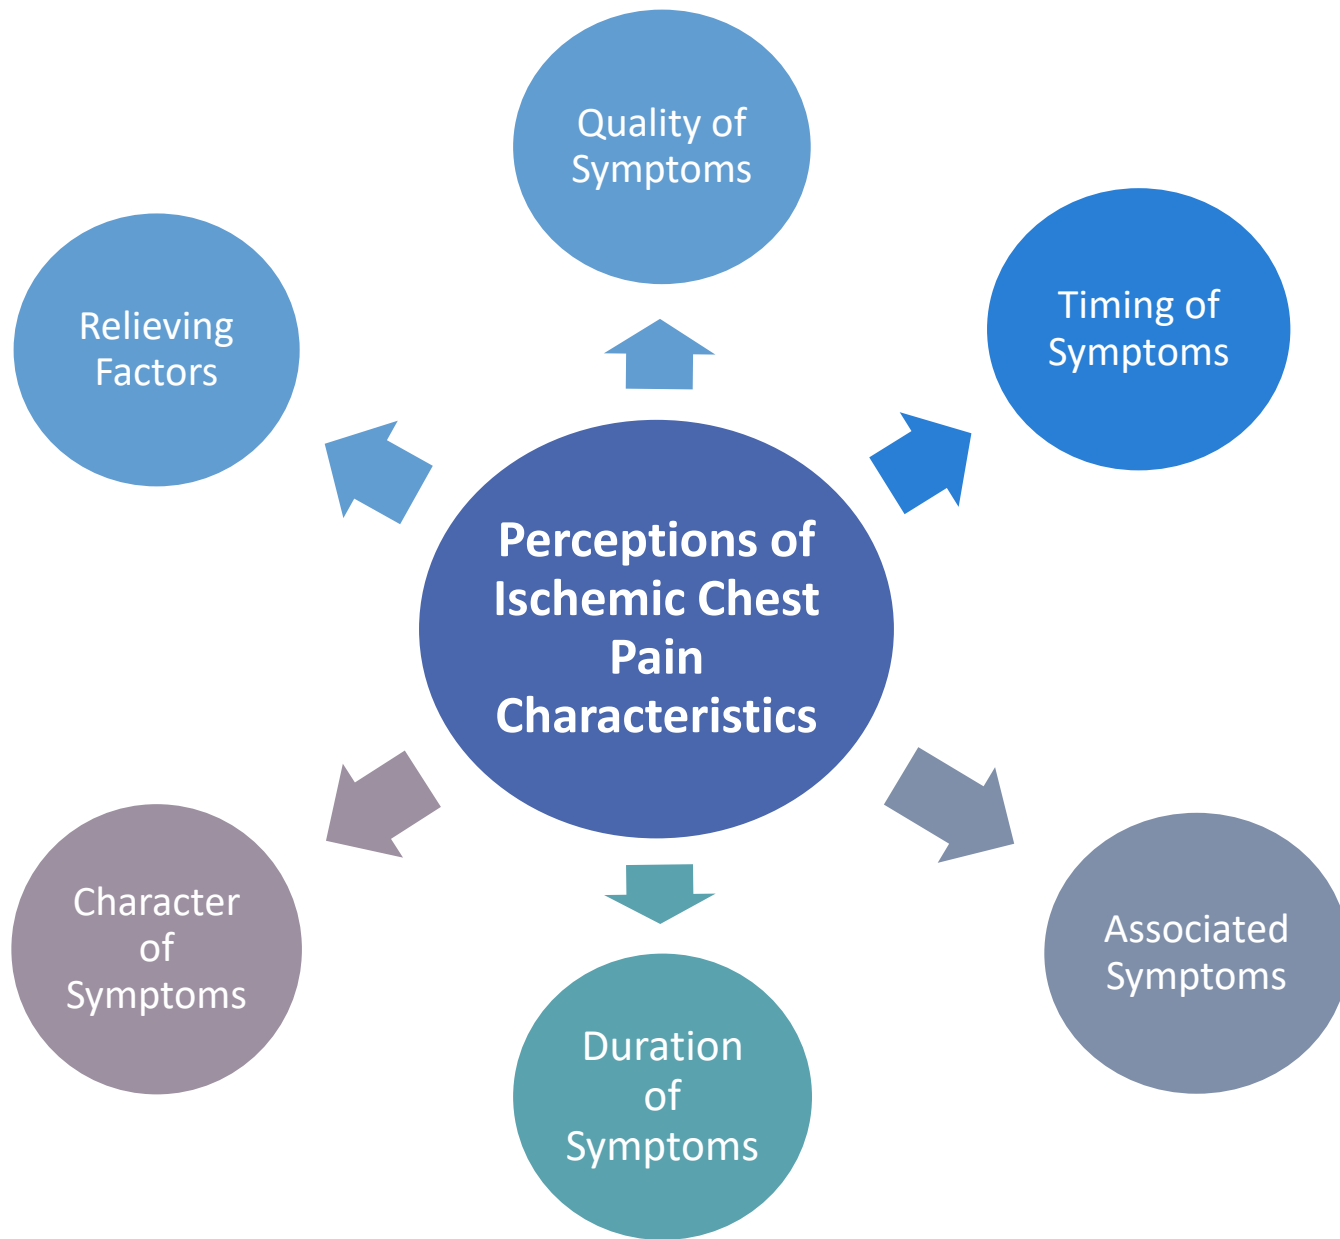 Quality of
Symptoms
Timing of
Symptoms
Relieving
Factors
Perceptions of
Ischemic Chest
Pain
Characteristics
Character
of
Symptoms
Associated
Symptoms
Duration
of
Symptoms